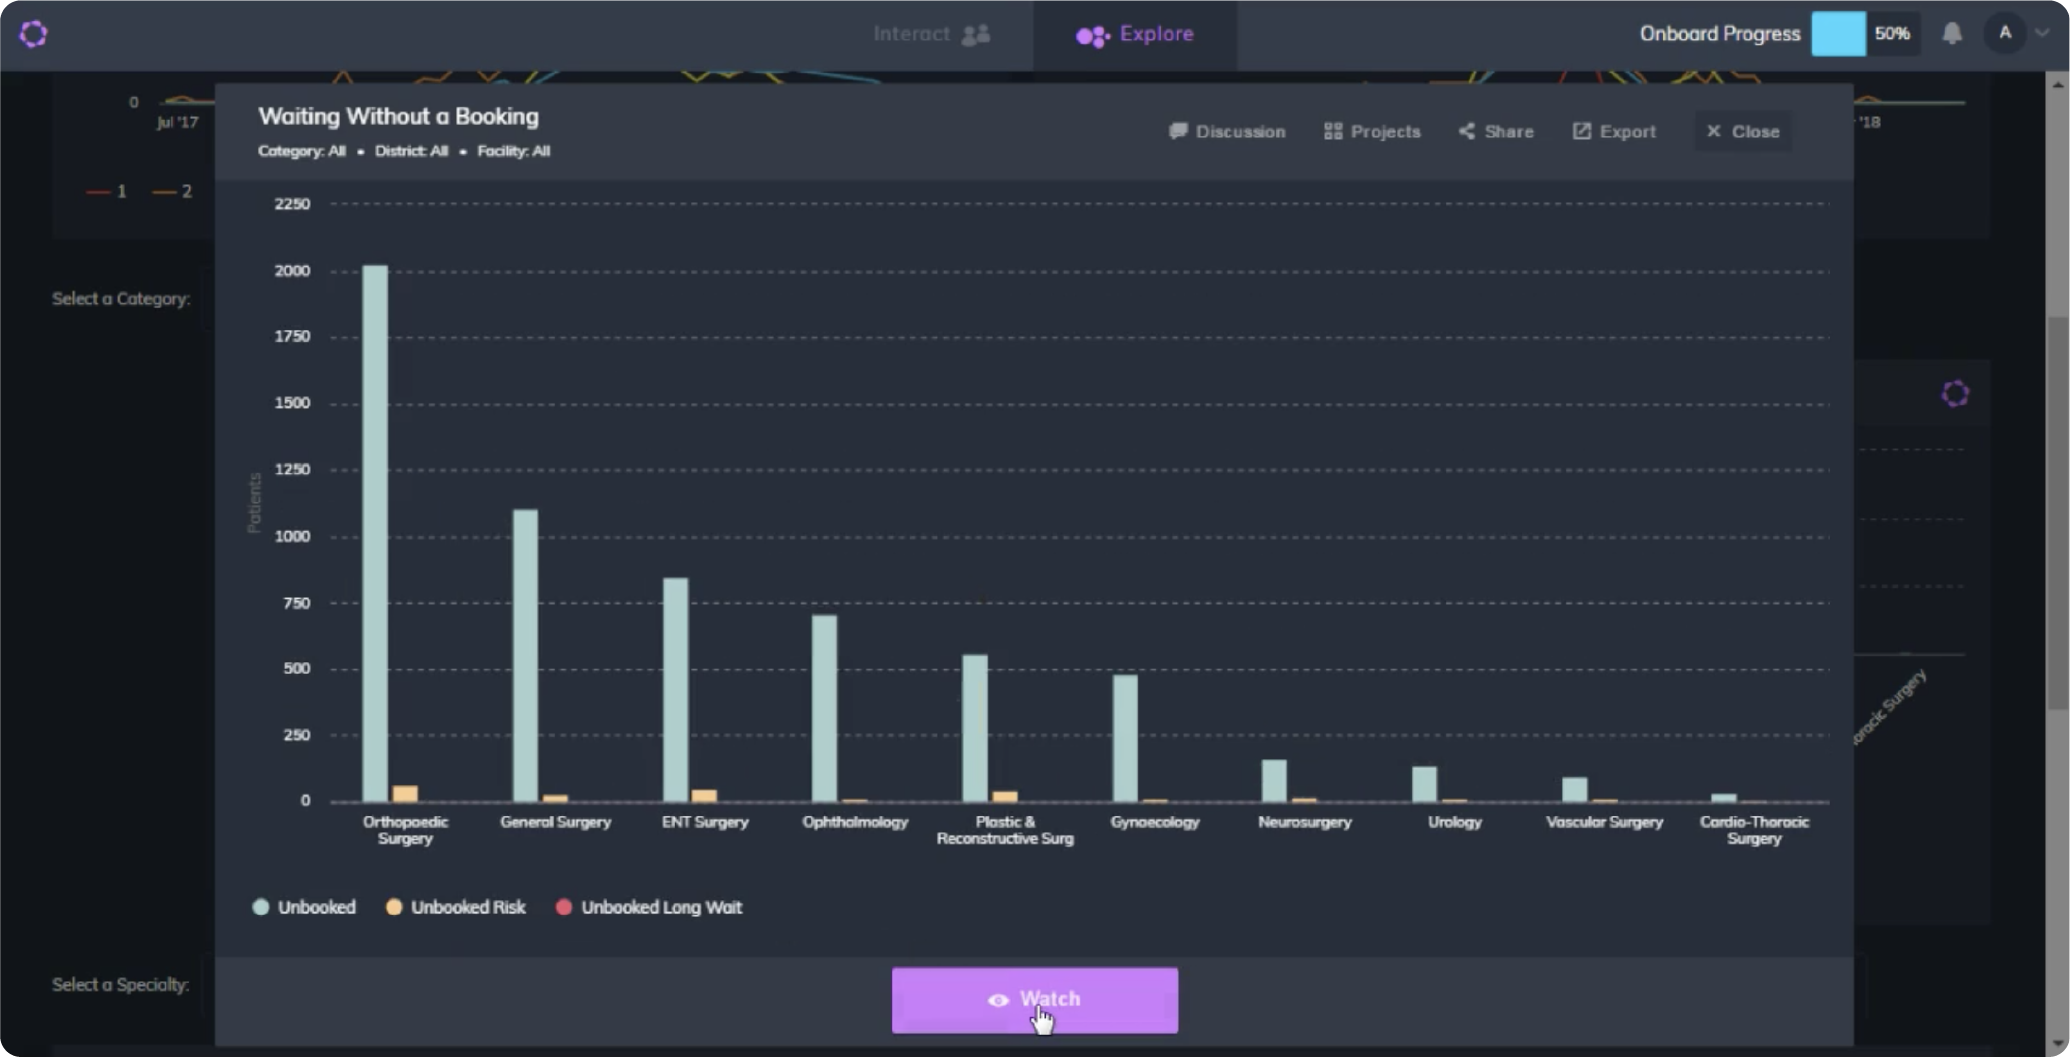 Interact
Explore
Onboard Progress 50% A
0
Jul '17
'18
1 2
Select a Category:
Waiting Without a Booking
Category: All • District: All • Facility: All
Discussion Projects Share Export × Close
Patients
2250
2000
1750
1500
1250
1000
750
500
250
0
Orthopaedic
Surgery
General Surgery
ENT Surgery
Ophthalmology
Plastic &
Reconstructive Surg
Gynaecology
Neurosurgery
Urology
Vascular Surgery
Cardio-Thoracic
Surgery
oracic Surgery
Unbooked Unbooked Risk Unbooked Long Wait
Select a Specialty:
Watch